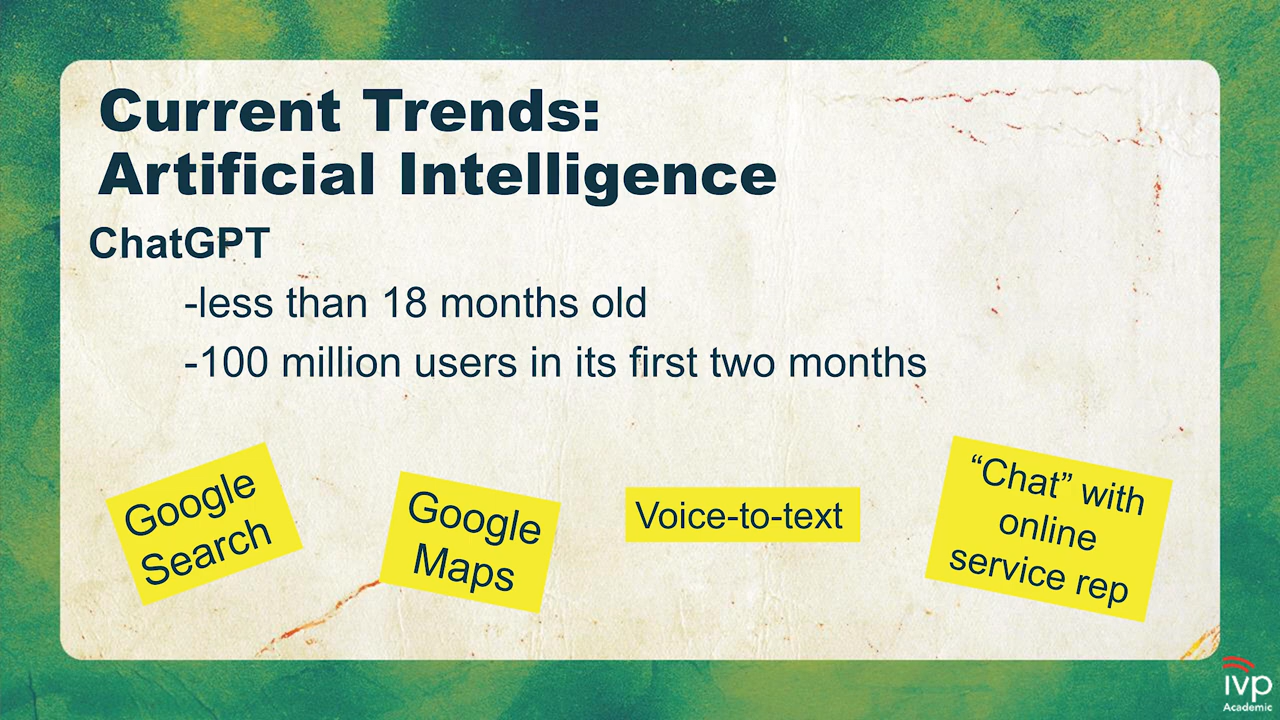 Current Trends:
Artificial Intelligence
ChatGPT
-less than 18 months old
-100 million users in its first two months
Google
Search
Google
Maps
Voice-to-text
“Chat” with
online
service rep
ivp
Academic